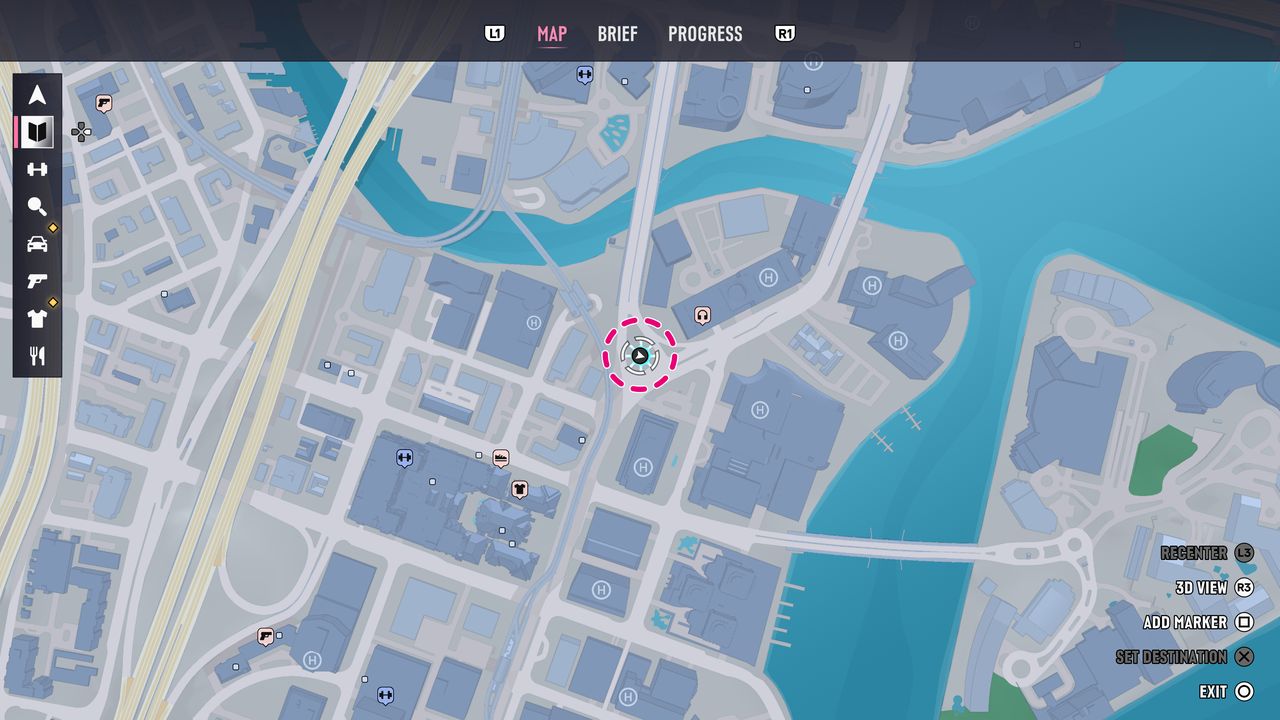 L1 MAP BRIEF PROGRESS R1
H
H
H
H
H
H
H
H
H
H
H
H
RECENTER L3
3D VIEW R3
ADD MARKER
SET DESTINATION
EXIT